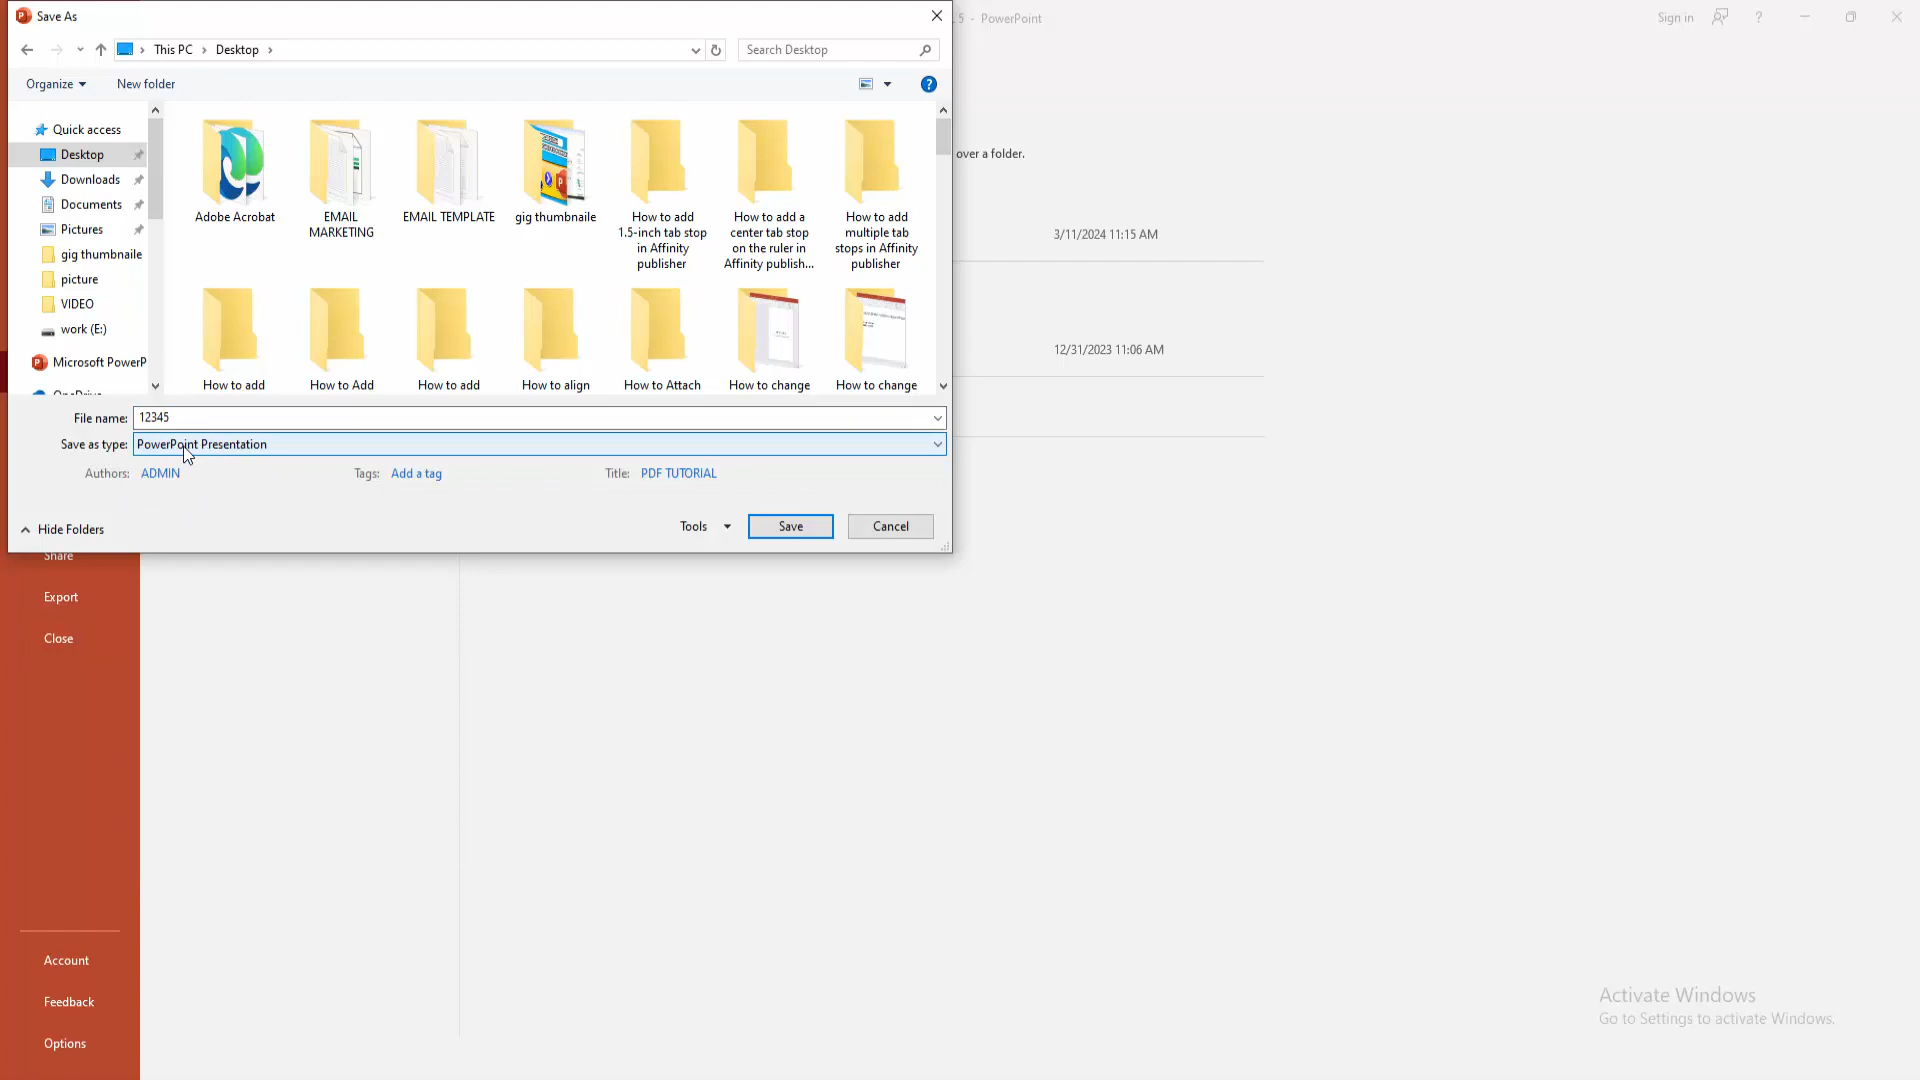 Save As
5 - PowerPoint
Sign in
?
This PC > Desktop >
Search Desktop
Organize
New folder
?
Quick access
Desktop
Downloads
Documents
Pictures
gig thumbnaile
picture
VIDEO
work (E:)
Microsoft PowerP
Adobe Acrobat
EMAIL
MARKETING
EMAIL TEMPLATE
gig thumbnaile
How to add
1.5-inch tab stop
in Affinity
publisher
How to add a
center tab stop
on the ruler in
Affinity publish...
How to add
multiple tab
stops in Affinity
publisher
How to add
How to Add
How to add
How to align
How to Attach
How to change
How to change
over a folder.
3/11/2024 11:15 AM
12/31/2023 11:06 AM
File name: 12345
Save as type: PowerPoint Presentation
Authors: ADMIN
Tags: Add a tag
Title: PDF TUTORIAL
Hide Folders
Tools
Save
Cancel
Share
Export
Close
Account
Feedback
Options
Activate Windows
Go to Settings to activate Windows.